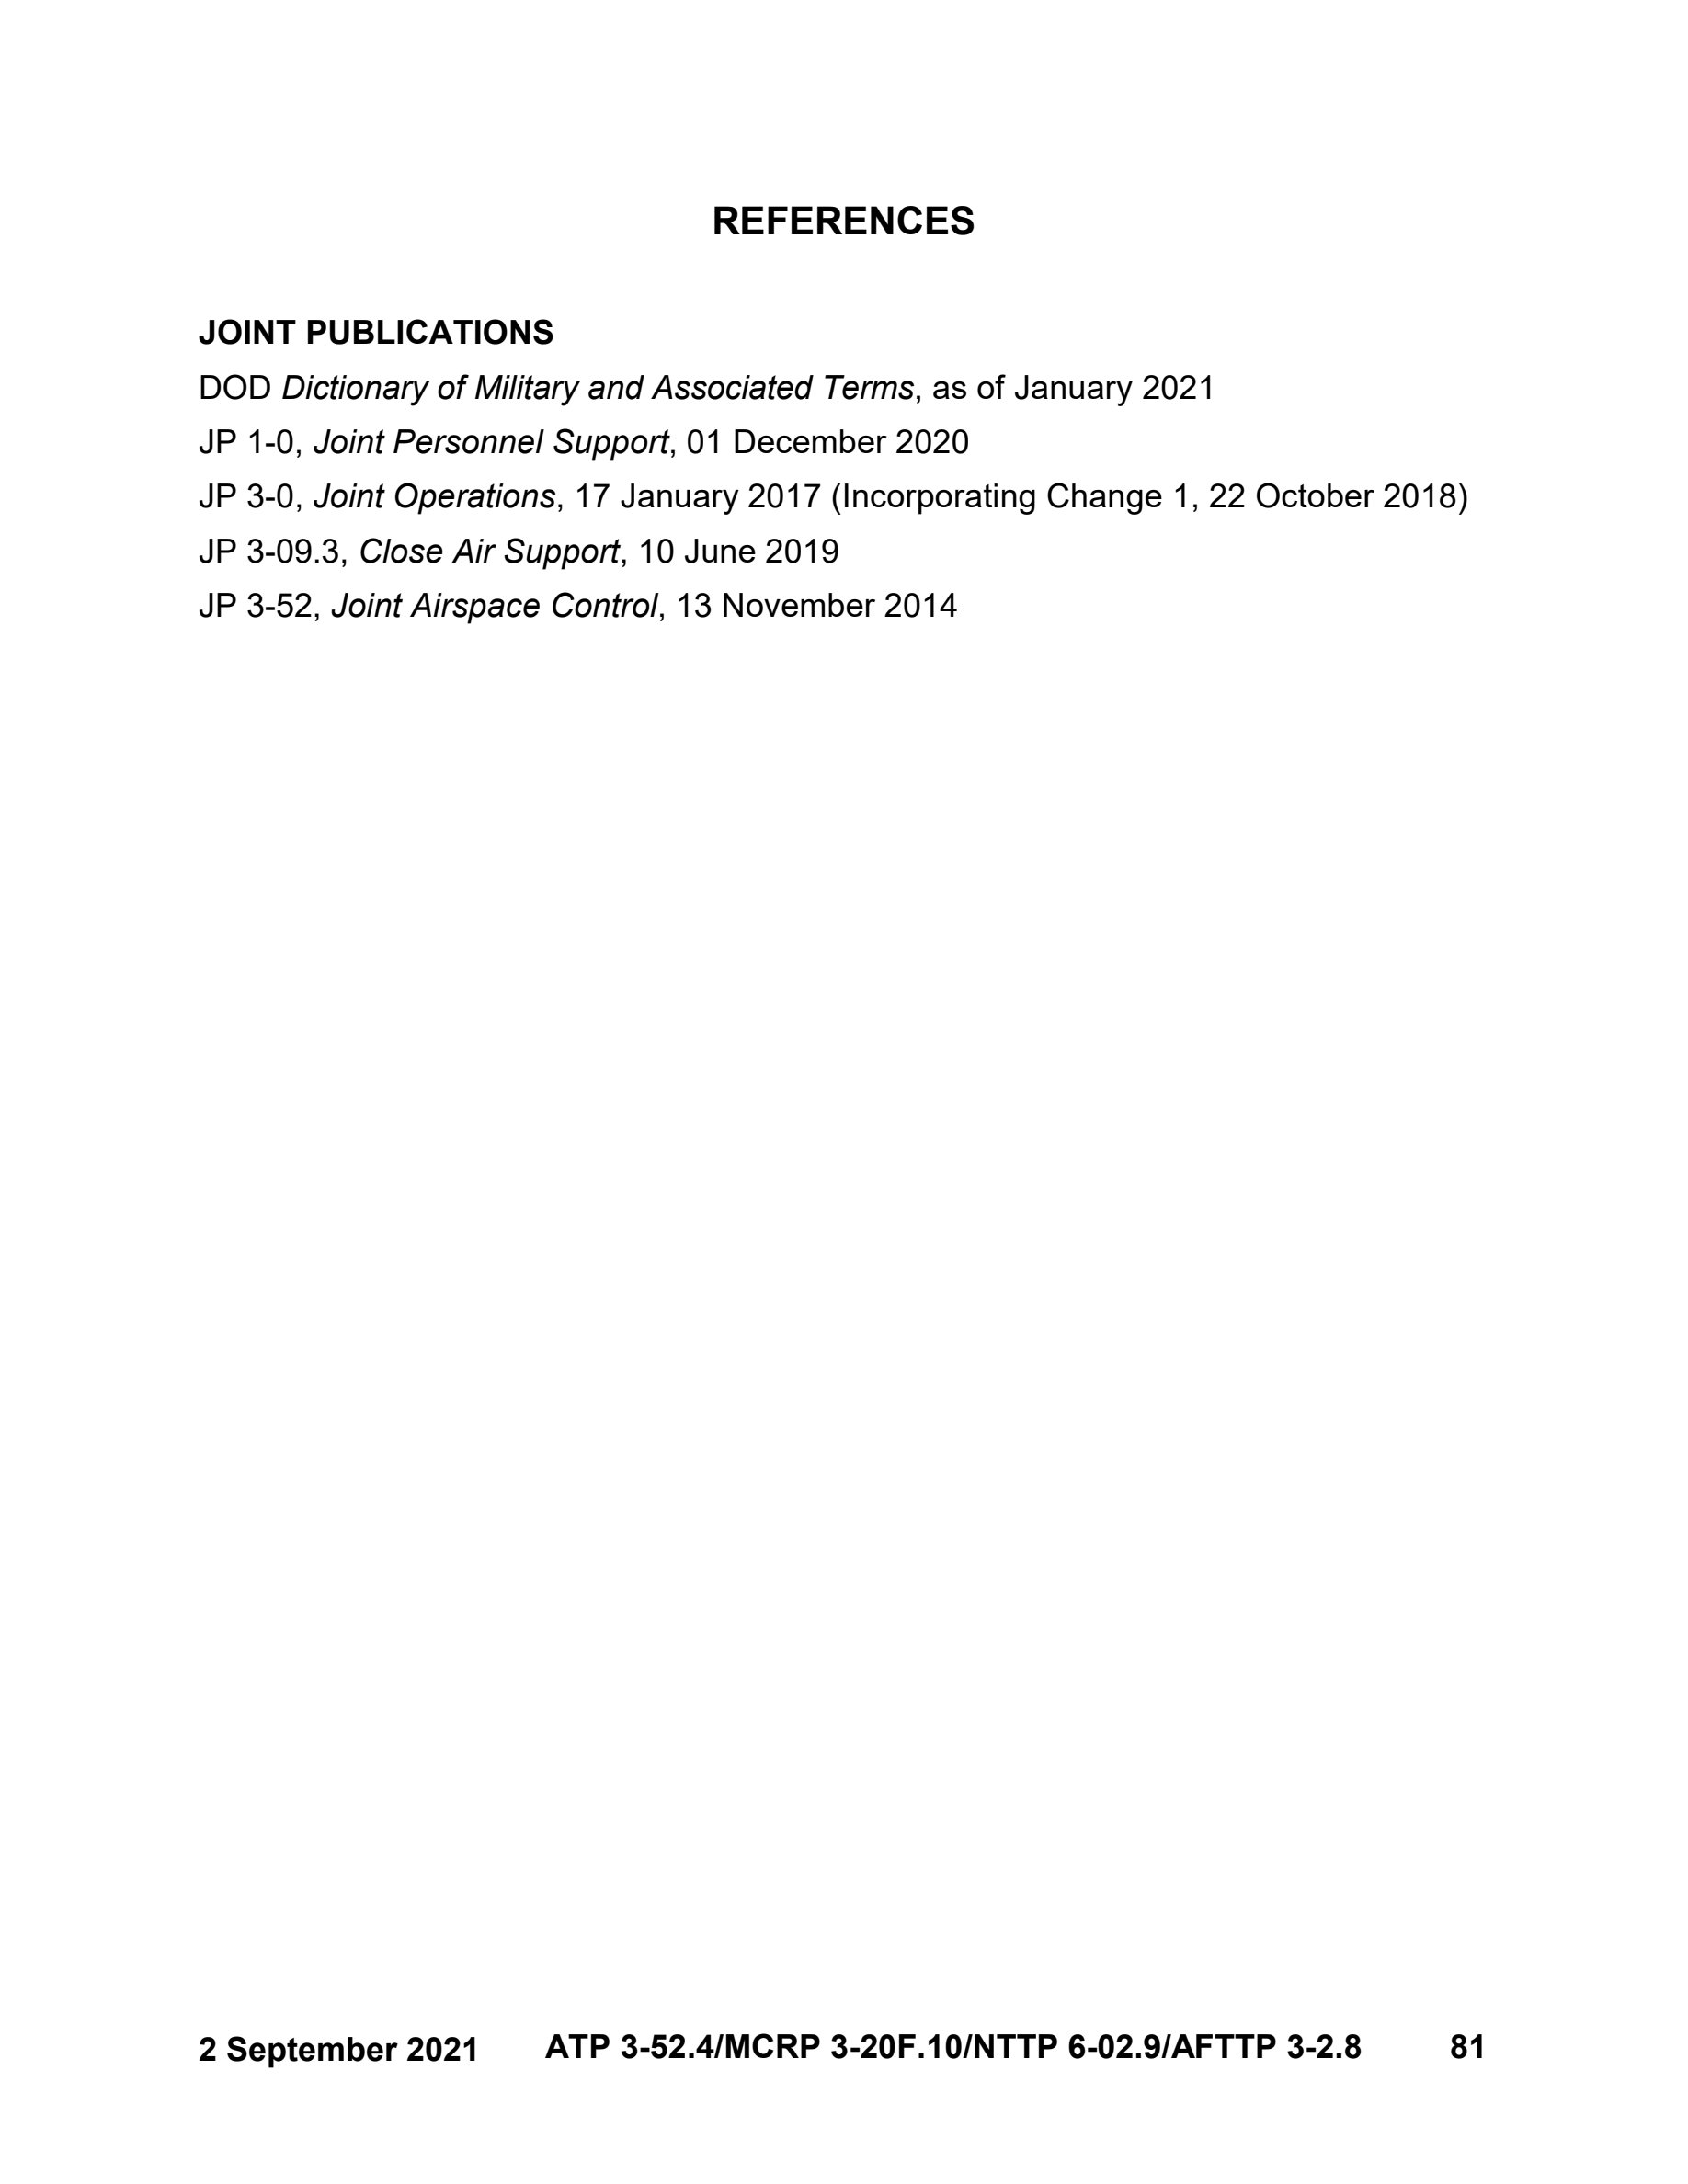 REFERENCES
JOINT PUBLICATIONS
DOD Dictionary of Military and Associated Terms, as of January 2021
JP 1-0, Joint Personnel Support, 01 December 2020
JP 3-0, Joint Operations, 17 January 2017 (Incorporating Change 1, 22 October 2018)
JP 3-09.3, Close Air Support, 10 June 2019
JP 3-52, Joint Airspace Control, 13 November 2014
2 September 2021 ATP 3-52.4/MCRP 3-20F.10/NTTP 6-02.9/AFTTP 3-2.8 81